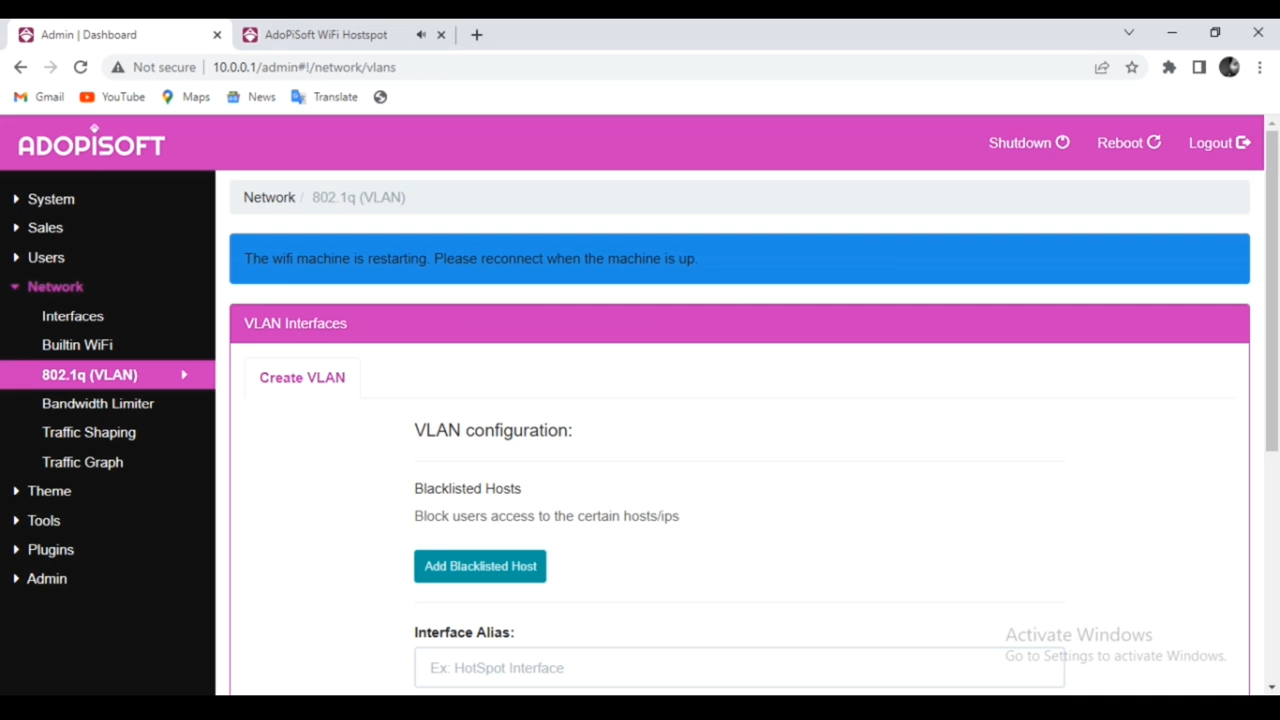 Admin | Dashboard
AdoPiSoft WiFi Hostspot
Not secure
10.0.0.1/admin#!/network/vlans
Gmail
YouTube
Maps
News
Translate
ADOPiSOFT
Shutdown
Reboot
Logout
System
Sales
Users
Network
Interfaces
Builtin WiFi
802.1q (VLAN)
Bandwidth Limiter
Traffic Shaping
Traffic Graph
Theme
Tools
Plugins
Admin
Network / 802.1q (VLAN)
The wifi machine is restarting. Please reconnect when the machine is up.
VLAN Interfaces
Create VLAN
VLAN configuration:
Blacklisted Hosts
Block users access to the certain hosts/ips
Add Blacklisted Host
Interface Alias:
Ex: HotSpot Interface
Activate Windows
Go to Settings to activate Windows.